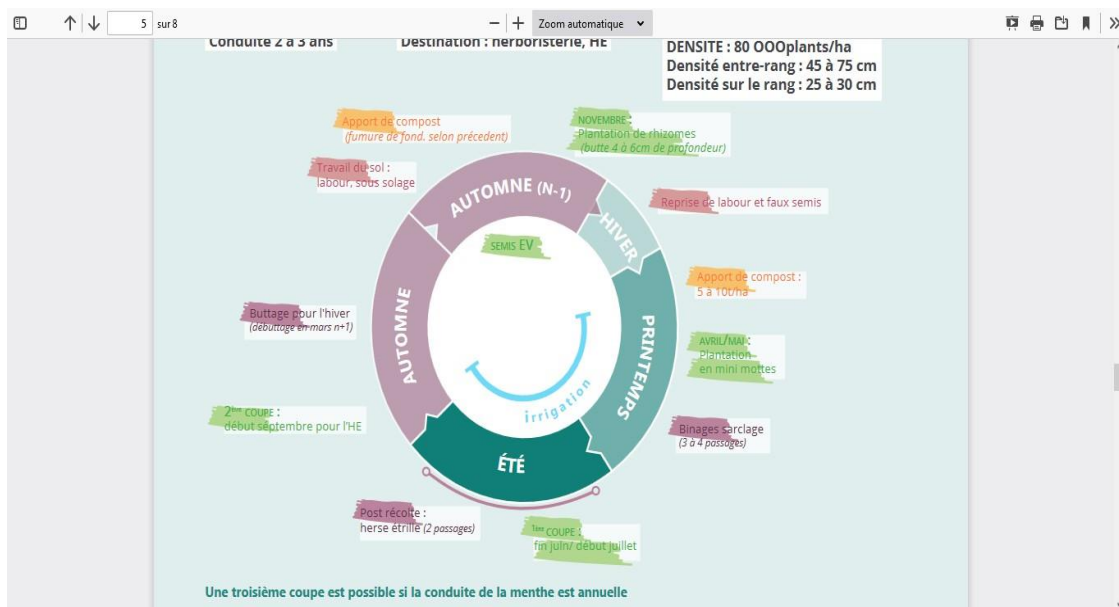 5 sur 8
Zoom automatique
Conduite 2 à 3 ans
Destination : herboristerie, HE
DENSITE : 80 OOOplants/ha
Densité entre-rang : 45 à 75 cm
Densité sur le rang : 25 à 30 cm
Apport de compost
(fumure de fond. selon précedent)
NOVEMBRE :
Plantation de rhizomes
(butte 4 à 6cm de profondeur)
Travail du sol :
labour, sous solage
AUTOMNE (N-1)
Reprise de labour et faux semis
HIVER
SEMIS EV
Apport de compost :
5 à 10t/ha
Buttage pour l'hiver
(débuttage en mars n+1)
AUTOMNE
PRINTEMPS
AVRIL/MAI :
Plantation
en mini mottes
irrigation
2ème COUPE :
début septembre pour l'HE
Binages sarclage
(3 à 4 passages)
ÉTÉ
Post récolte :
herse étrille (2 passages)
1ère COUPE :
fin juin/ début juillet
Une troisième coupe est possible si la conduite de la menthe est annuelle